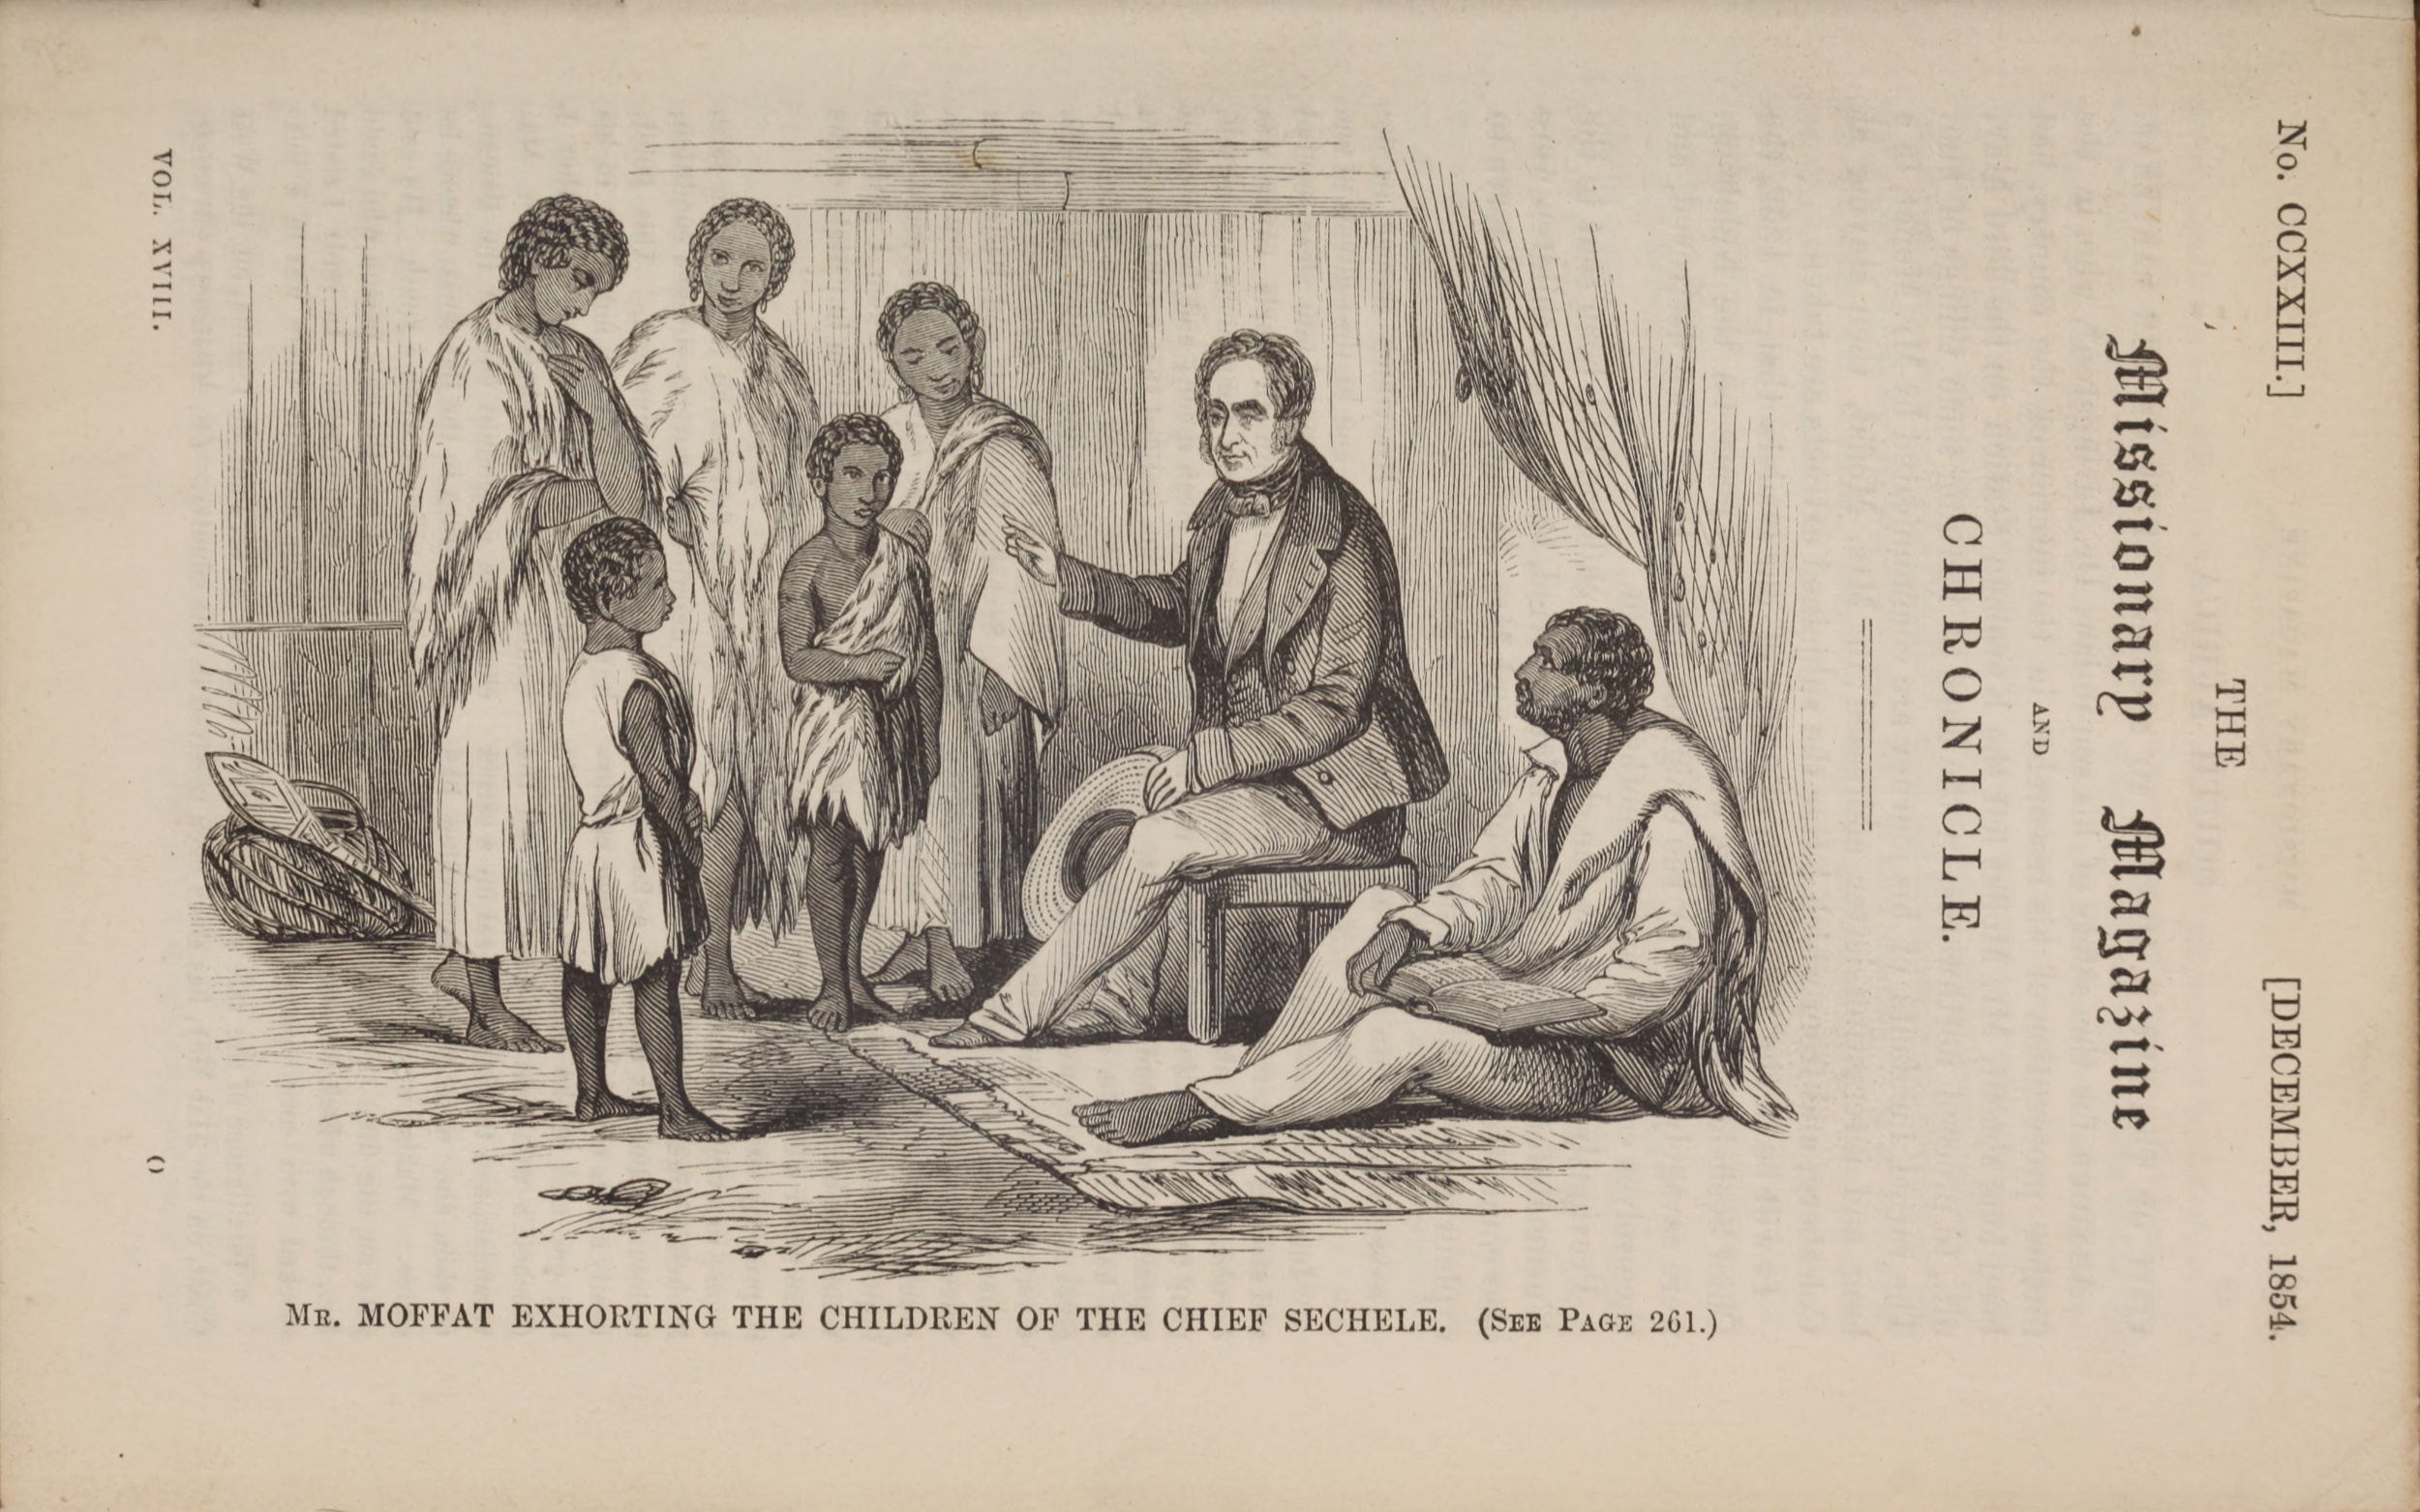 No. CCXXIII.] [DECEMBER, 1854.
THE
Missionary Magazine
AND
CHRONICLE.
MR. MOFFAT EXHORTING THE CHILDREN OF THE CHIEF SECHELE. (SEE PAGE 261.)
VOL. XVIII. O